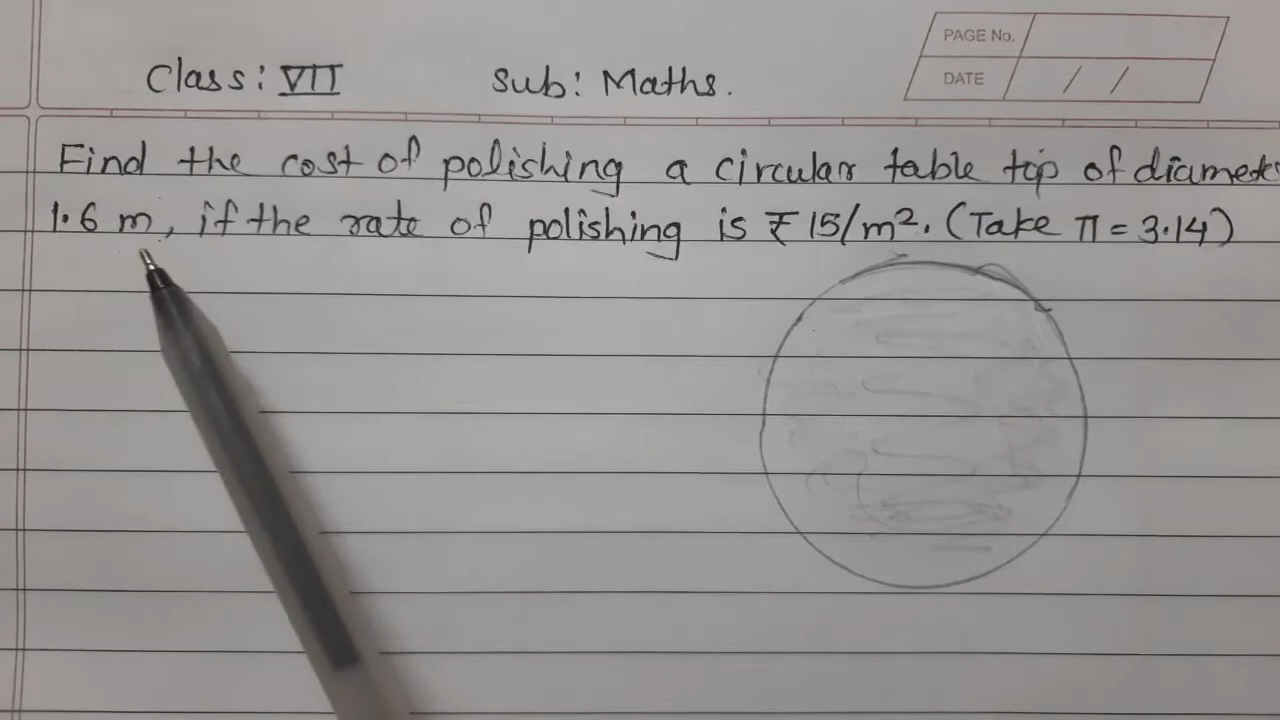 PAGE No.
DATE / /
Class: VII Sub: Maths.
Find the cost of polishing a circular table top of diamete
1.6 m, if the rate of polishing is ₹ 15/m². (Take π = 3.14)